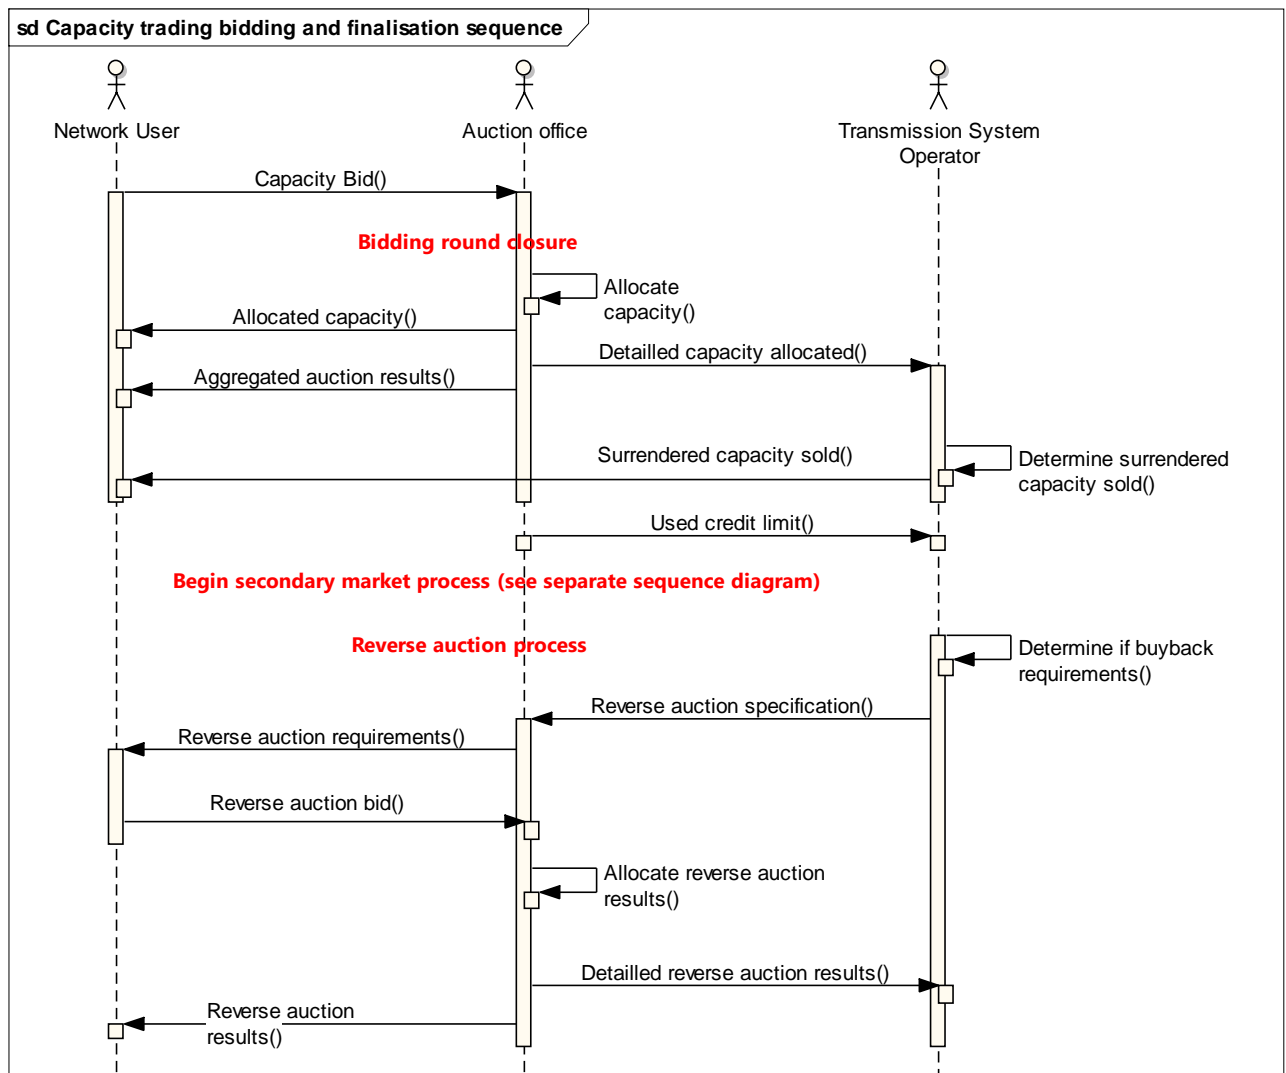 sd Capacity trading bidding and finalisation sequence
Network User
Auction office
Transmission System
Operator
Capacity Bid()
Bidding round closure
Allocate
capacity()
Allocated capacity()
Detailled capacity allocated()
Aggregated auction results()
Surrendered capacity sold()
Determine surrendered
capacity sold()
Used credit limit()
Begin secondary market process (see separate sequence diagram)
Reverse auction process
Determine if buyback
requirements()
Reverse auction specification()
Reverse auction requirements()
Reverse auction bid()
Allocate reverse auction
results()
Detailled reverse auction results()
Reverse auction
results()